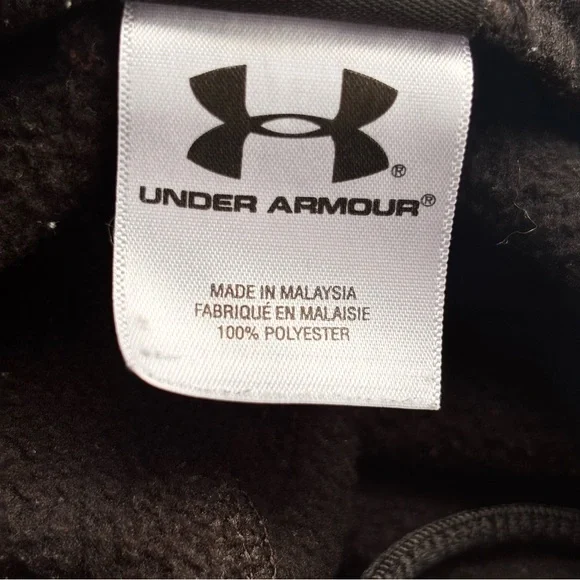 ®
UNDER ARMOUR®
MADE IN MALAYSIA
FABRIQUÉ EN MALAISIE
100% POLYESTER